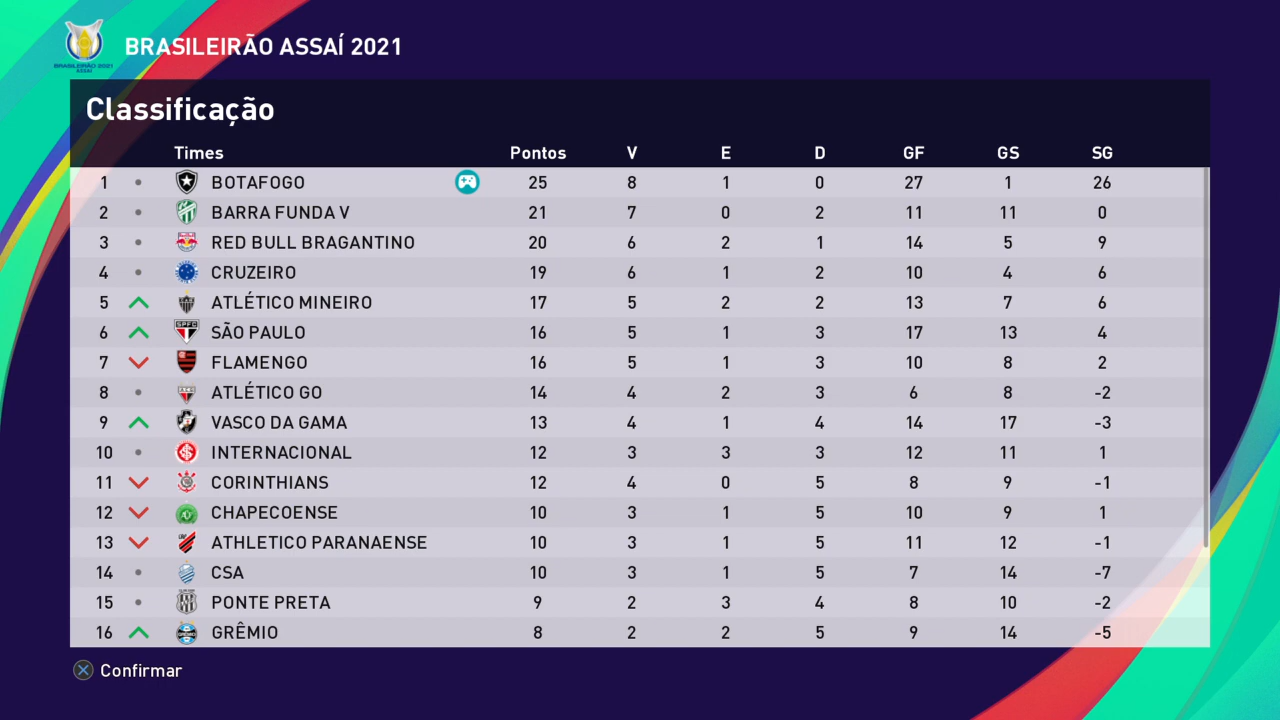 BRASILEIRÃO ASSAÍ 2021
BRASILEIRÃO 2021
ASSAÍ
Classificação
Times Pontos V E D GF GS SG
1 BOTAFOGO 25 8 1 0 27 1 26
2 BARRA FUNDA V 21 7 0 2 11 11 0
3 RED BULL BRAGANTINO 20 6 2 1 14 5 9
4 CRUZEIRO 19 6 1 2 10 4 6
5 ATLÉTICO MINEIRO 17 5 2 2 13 7 6
6 SPFC SÃO PAULO 16 5 1 3 17 13 4
7 FLAMENGO 16 5 1 3 10 8 2
8 ATLÉTICO GO 14 4 2 3 6 8 -2
9 VASCO DA GAMA 13 4 1 4 14 17 -3
10 INTERNACIONAL 12 3 3 3 12 11 1
11 CORINTHIANS 12 4 0 5 8 9 -1
12 CHAPECOENSE 10 3 1 5 10 9 1
13 ATHLETICO PARANAENSE 10 3 1 5 11 12 -1
14 CSA 10 3 1 5 7 14 -7
15 PONTE PRETA 9 2 3 4 8 10 -2
16 GRÊMIO 8 2 2 5 9 14 -5
Confirmar